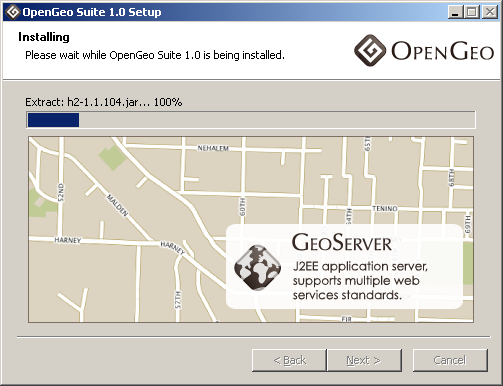 OpenGeo Suite 1.0 Setup
Installing
Please wait while OpenGeo Suite 1.0 is being installed.
OPENGEO
Extract: h2-1.1.104.jar... 100%
NEHALEM
65TH
52ND
MALDEN
60TH
64TH
68TH
TENINO
69TH
HARNEY
HARNEY
52TH
FIR
GEOSERVER
J2EE application server,
supports multiple web
services standards.
< Back
Next >
Cancel